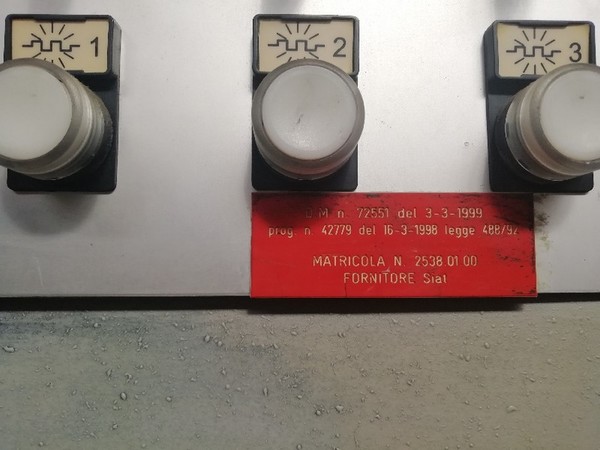 1
2
3
D.M. n. 72551 del 3-3-1999
prog. n. 42779 del 16-3-1998 legge 488/92
MATRICOLA N. 2538 01 00
FORNITORE Siat